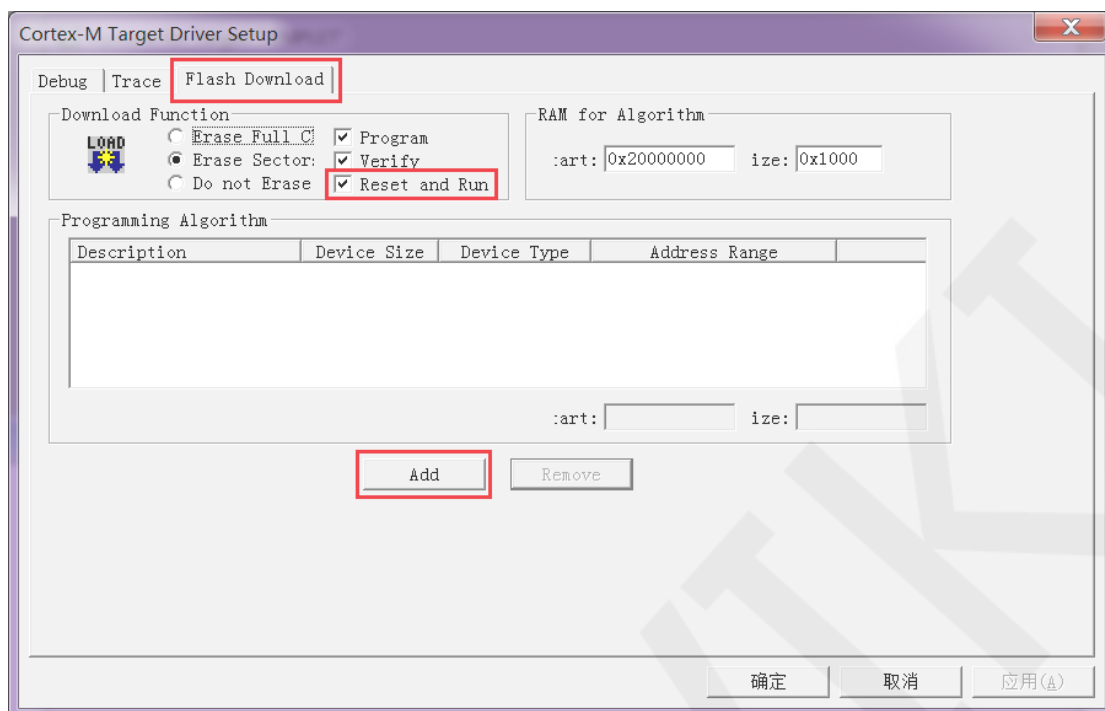 Cortex-M Target Driver Setup
Debug Trace Flash Download
Download Function
LOAD
Erase Full C
Erase Sector:
Do not Erase
Program
Verify
Reset and Run
RAM for Algorithm
:art: 0x20000000 ize: 0x1000
Programming Algorithm
Description Device Size Device Type Address Range
:art: ize:
Add Remove
确定 取消 应用(A)